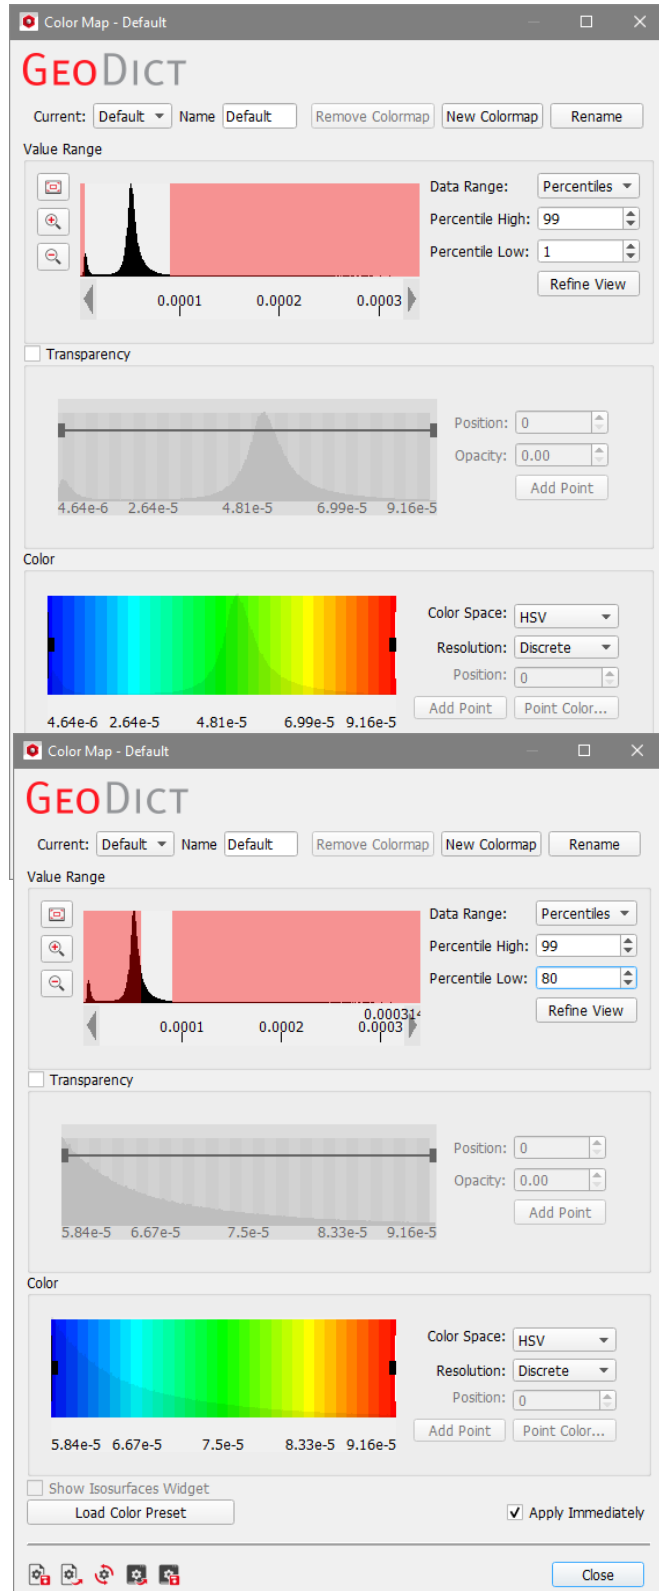 Color Map - Default
GEODICT
Current: Default Name Default Remove Colormap New Colormap Rename
Value Range
Data Range: Percentiles
Percentile High: 99
Percentile Low: 1
Refine View
0.0001 0.0002 0.0003
Transparency
Position: 0
Opacity: 0.00
Add Point
4.64e-6 2.64e-5 4.81e-5 6.99e-5 9.16e-5
Color
Color Space: HSV
Resolution: Discrete
Position: 0
Add Point Point Color...
4.64e-6 2.64e-5 4.81e-5 6.99e-5 9.16e-5
Color Map - Default
GEODICT
Current: Default Name Default Remove Colormap New Colormap Rename
Value Range
Data Range: Percentiles
Percentile High: 99
Percentile Low: 80
Refine View
0.000314
0.0001 0.0002 0.0003
Transparency
Position: 0
Opacity: 0.00
Add Point
5.84e-5 6.67e-5 7.5e-5 8.33e-5 9.16e-5
Color
Color Space: HSV
Resolution: Discrete
Position: 0
Add Point Point Color...
5.84e-5 6.67e-5 7.5e-5 8.33e-5 9.16e-5
Show Isosurfaces Widget
Load Color Preset Apply Immediately
Close